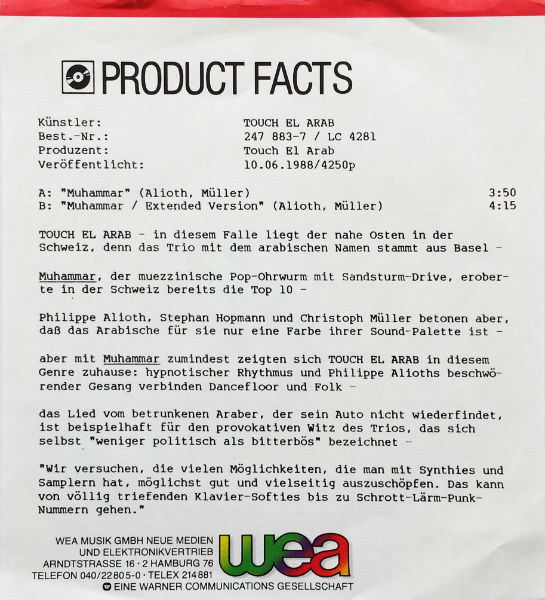 PRODUCT FACTS
Künstler: TOUCH EL ARAB
Best.-Nr.: 247 883-7 / LC 4281
Produzent: Touch El Arab
Veröffentlicht: 10.06.1988/4250p
A: "Muhammar" (Alioth, Müller) 3:50
B: "Muhammar / Extended Version" (Alioth, Müller) 4:15
TOUCH EL ARAB - in diesem Falle liegt der nahe Osten in der
Schweiz, denn das Trio mit dem arabischen Namen stammt aus Basel -
Muhammar, der muezzinische Pop-Ohrwurm mit Sandsturm-Drive, erober-
te in der Schweiz bereits die Top 10 -
Philippe Alioth, Stephan Hopmann und Christoph Müller betonen aber,
daß das Arabische für sie nur eine Farbe ihrer Sound-Palette ist -
aber mit Muhammar zumindest zeigten sich TOUCH EL ARAB in diesem
Genre zuhause: hypnotischer Rhythmus und Philippe Alioths beschwö-
render Gesang verbinden Dancefloor und Folk -
das Lied vom betrunkenen Araber, der sein Auto nicht wiederfindet,
ist beispielhaft für den provokativen Witz des Trios, das sich
selbst "weniger politisch als bitterbös" bezeichnet -
"Wir versuchen, die vielen Möglichkeiten, die man mit Synthies und
Samplern hat, möglichst gut und vielseitig auszuschöpfen. Das kann
von völlig triefenden Klavier-Softies bis zu Schrott-Lärm-Punk-
Nummern gehen."
WEA MUSIK GMBH NEUE MEDIEN
UND ELEKTRONIKVERTRIEB
ARNDTSTRASSE 16 · 2 HAMBURG 76
TELEFON 040/22805-0 · TELEX 214881
wea
EINE WARNER COMMUNICATIONS GESELLSCHAFT